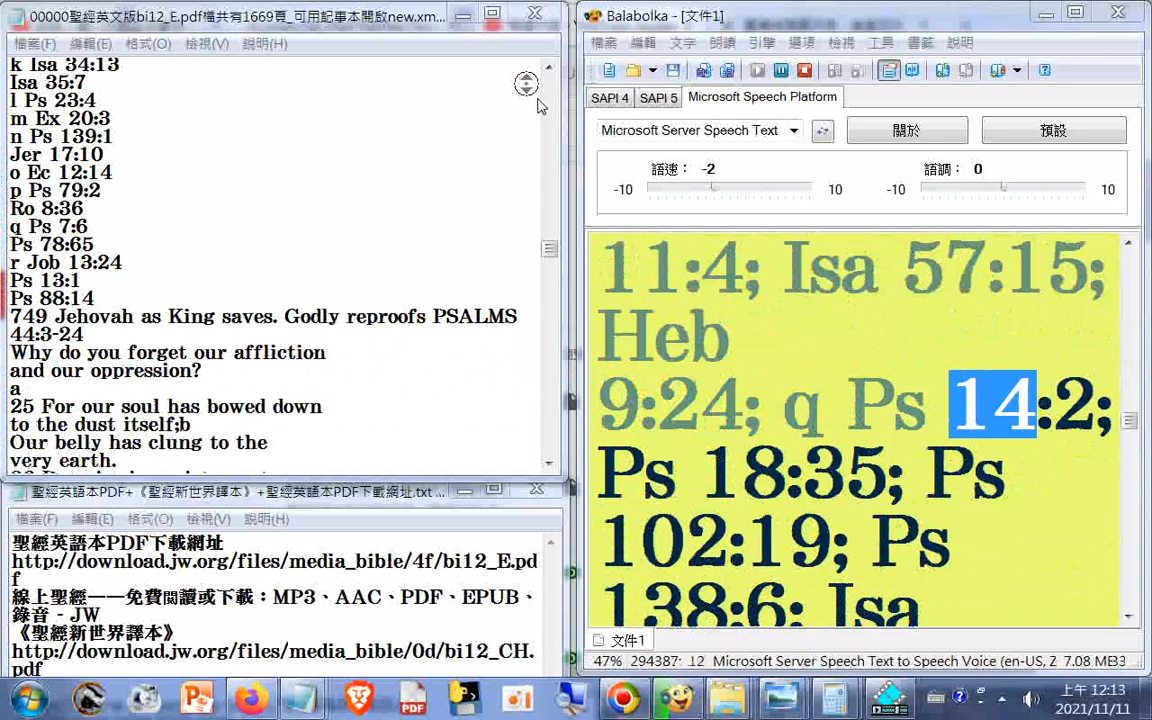 00000聖經英文版bi12_E.pdf檔共有1669頁_可用記事本開啟new.xm...
檔案(F) 編輯(E) 格式(O) 檢視(V) 說明(H)
k Isa 34:13
Isa 35:7
l Ps 23:4
m Ex 20:3
n Ps 139:1
Jer 17:10
o Ec 12:14
p Ps 79:2
Ro 8:36
q Ps 7:6
Ps 78:65
r Job 13:24
Ps 13:1
Ps 88:14
749 Jehovah as King saves. Godly reproofs PSALMS
44:3-24
Why do you forget our affliction
and our oppression?
a
25 For our soul has bowed down
to the dust itself;b
Our belly has clung to the
very earth.
聖經英語本PDF+《聖經新世界譯本》+聖經英語本PDF下載網址.txt ...
檔案(F) 編輯(E) 格式(O) 檢視(V) 說明(H)
聖經英語本PDF下載網址
http://download.jw.org/files/media_bible/4f/bi12_E.pd
f
線上聖經——免費閱讀或下載：MP3、AAC、PDF、EPUB、
錄音 - JW
《聖經新世界譯本》
http://download.jw.org/files/media_bible/0d/bi12_CH.
pdf
Balabolka - [文件1]
檔案 編輯 文字 朗讀 引擎 選項 檢視 工具 書籤 說明
SAPI 4 SAPI 5 Microsoft Speech Platform
Microsoft Server Speech Text 關於 預設
語速： -2 語調： 0
-10 10 -10 10
11:4; Isa 57:15;
Heb
9:24; q Ps 14:2;
Ps 18:35; Ps
102:19; Ps
138:6; Isa
文件1
47% 294387: 12 Microsoft Server Speech Text to Speech Voice (en-US, Z 7.08 MB3
上午 12:13
2021/11/11